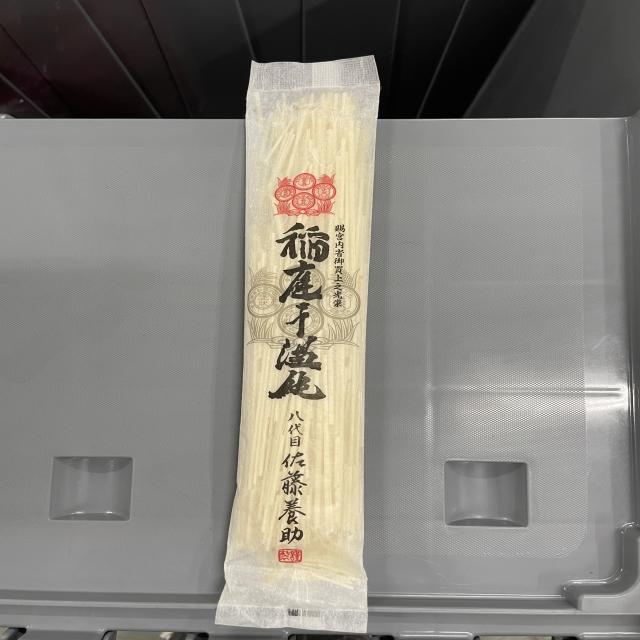 賜宮内省御買上之光栄
稲庭干温飩
八代目 佐藤養助